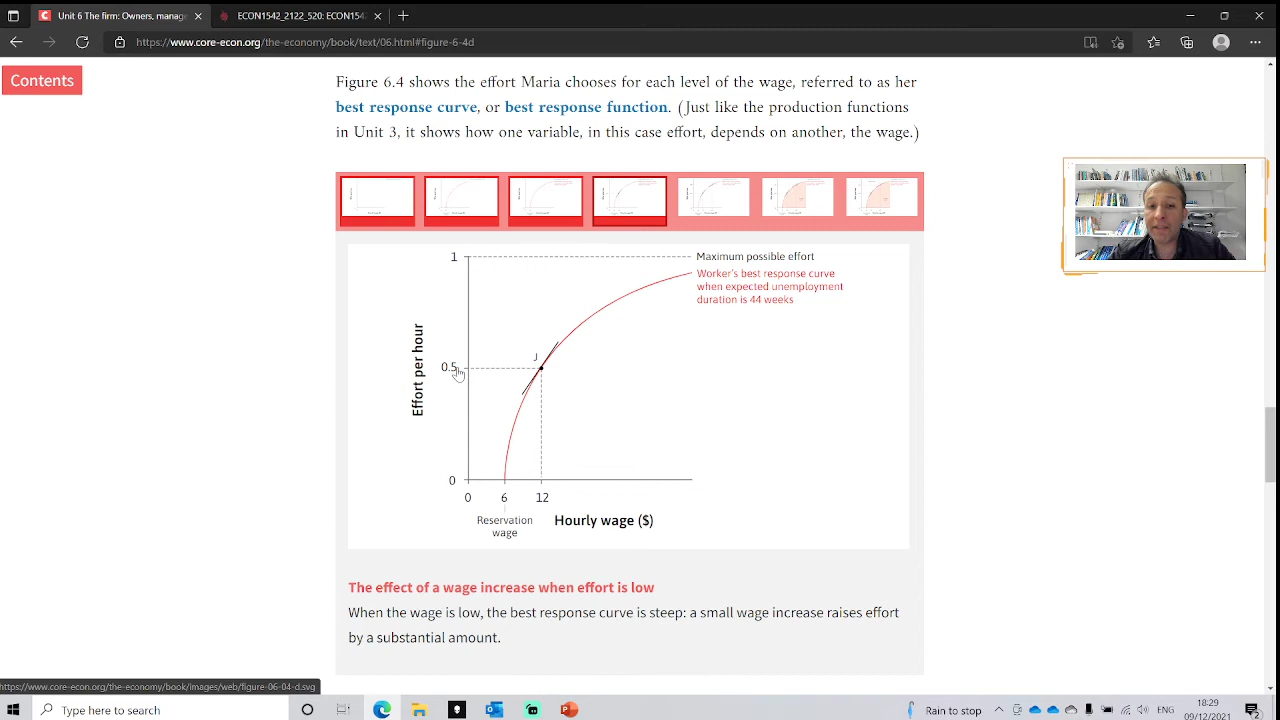 Unit 6 The firm: Owners, manag
ECON1542_2122_520: ECON154
https://www.core-econ.org/the-economy/book/text/06.html#figure-6-4d
Contents
Figure 6.4 shows the effort Maria chooses for each level of the wage, referred to as her
best response curve, or best response function. (Just like the production functions
in Unit 3, it shows how one variable, in this case effort, depends on another, the wage.)
1
Maximum possible effort
Worker's best response curve
when expected unemployment
duration is 44 weeks
Effort per hour
J
0.5
0
0
6
12
Reservation
wage
Hourly wage ($)
The effect of a wage increase when effort is low
When the wage is low, the best response curve is steep: a small wage increase raises effort
by a substantial amount.
https://www.core-econ.org/the-economy/book/images/web/figure-06-04-d.svg
Type here to search
Rain to stop
ENG
18:29
09/12/2021
2